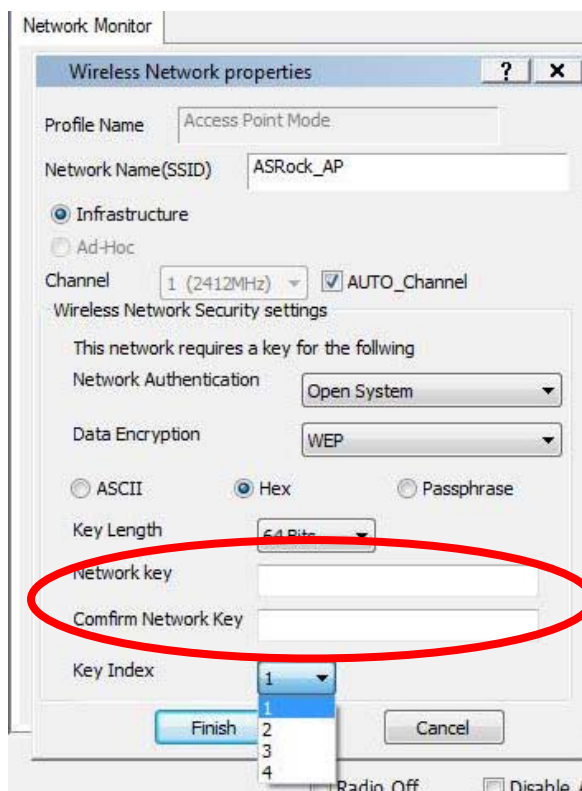 Network Monitor
Wireless Network properties ? x
Profile Name Access Point Mode
Network Name(SSID) ASRock_AP
Infrastructure
Ad-Hoc
Channel 1 (2412MHz) AUTO_Channel
Wireless Network Security settings
This network requires a key for the follwing
Network Authentication Open System
Data Encryption WEP
ASCII Hex Passphrase
Key Length 64 Bits
Network key
Comfirm Network Key
Key Index 1
1
Finish 2 Cancel
3
4
Radio Off Disable